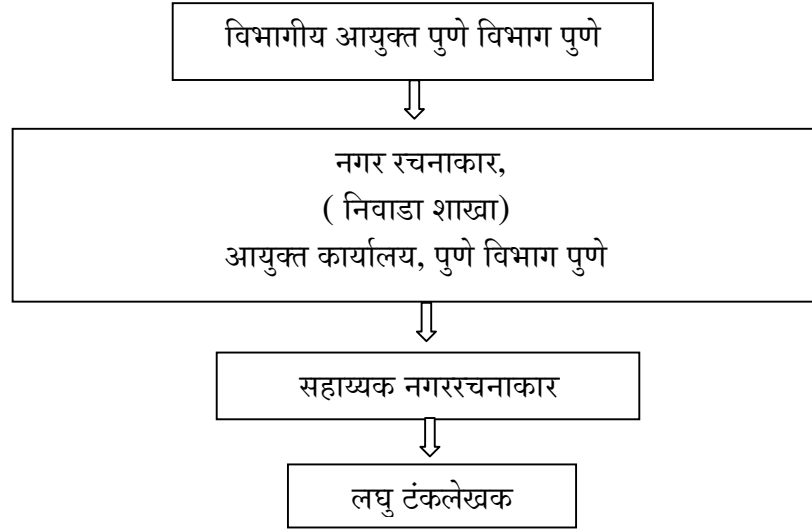 विभागीय आयुक्त पुणे विभाग पुणे
नगर रचनाकार,
( निवाडा शाखा)
आयुक्त कार्यालय, पुणे विभाग पुणे
सहाय्यक नगररचनाकार
लघु टंकलेखक